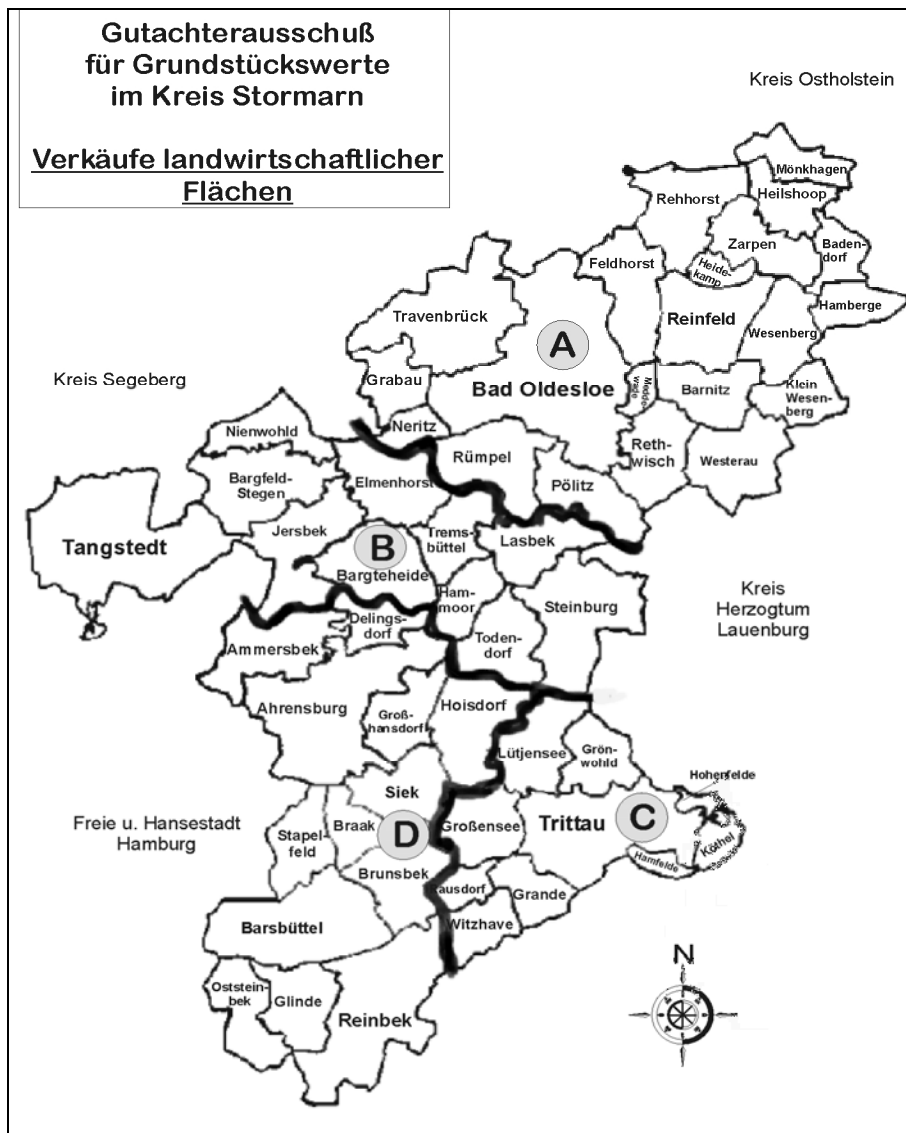 Gutachterausschuß
für Grundstückswerte
im Kreis Stormarn
Verkäufe landwirtschaftlicher
Flächen
Kreis Ostholstein
Mönkhagen
Heilshoop
Rehhorst
Zarpen
Baden-
dorf
Feldhorst
Heide-
kamp
Hamberge
Travenbrück
Reinfeld
Wesenberg
A
Kreis Segeberg
Grabau
Bad Oldesloe
Medde-
wade
Barnitz
Klein
Wesen-
berg
Neritz
Nienwohld
Rümpel
Reth-
wisch
Westerau
Bargfeld-
Stegen
Elmenhorst
Pölitz
Jersbek
Trems-
büttel
Lasbek
Tangstedt
B
Bargteheide
Ham-
moor
Steinburg
Kreis
Herzogtum
Lauenburg
Delings-
dorf
Ammersbek
Toden-
dorf
Ahrensburg
Groß-
hansdorf
Hoisdorf
Lütjensee
Grön-
wohld
Hohenfelde
Siek
Freie u. Hansestadt
Hamburg
Stapel-
feld
Braak
D
Großensee
Trittau
C
Köthel
Hamfelde
Brunsbek
ausdorf
Grande
Barsbüttel
Witzhave
N
Oststein-
bek
Glinde
Reinbek